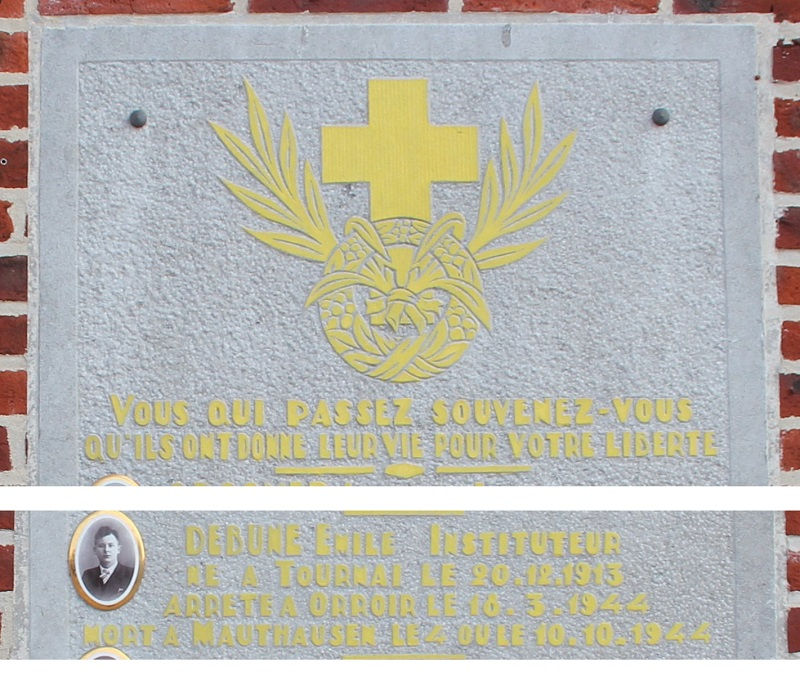 VOUS QUI PASSEZ SOUVENEZ-VOUS
QU'ILS ONT DONNE LEUR VIE POUR VOTRE LIBERTE
DEBUNE EMILE INSTITUTEUR
NE A TOURNAI LE 20.12.1913
ARRETE A ORROIR LE 16.3.1944
MORT A MAUTHAUSEN LE 4 OU LE 10.10.1944